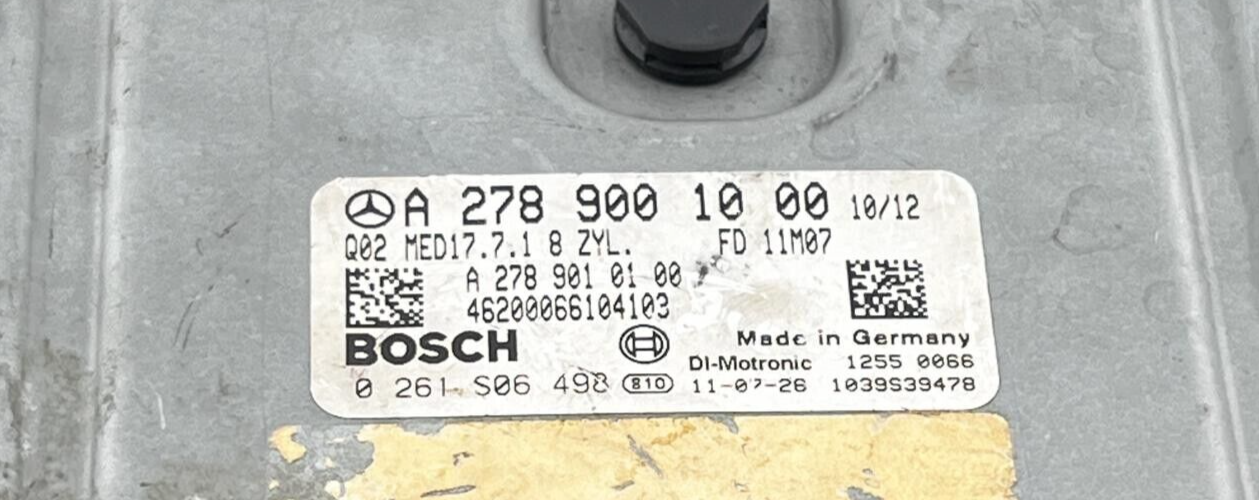 A 278 900 10 00 10/12
Q02 MED17.7.1 8 ZYL. FD 11M07
A 278 901 01 00
46200066104103
BOSCH
Made in Germany
DI-Motronic 1255 0066
0 261 S06 498 810 11-07-26 1039S39478